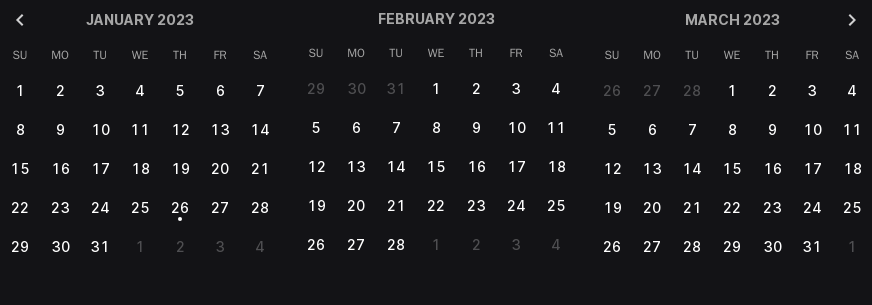 JANUARY 2023
SU MO TU WE TH FR SA
1 2 3 4 5 6 7
8 9 10 11 12 13 14
15 16 17 18 19 20 21
22 23 24 25 26 27 28
29 30 31 1 2 3 4
FEBRUARY 2023
SU MO TU WE TH FR SA
29 30 31 1 2 3 4
5 6 7 8 9 10 11
12 13 14 15 16 17 18
19 20 21 22 23 24 25
26 27 28 1 2 3 4
MARCH 2023
SU MO TU WE TH FR SA
26 27 28 1 2 3 4
5 6 7 8 9 10 11
12 13 14 15 16 17 18
19 20 21 22 23 24 25
26 27 28 29 30 31 1